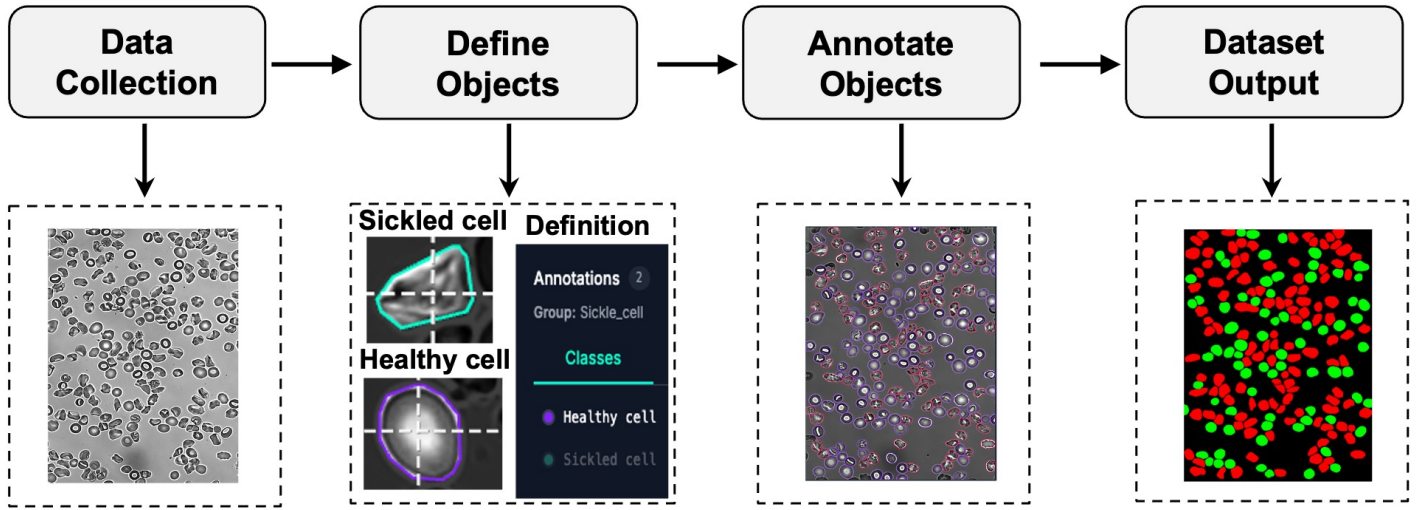 Data
Collection
Define
Objects
Annotate
Objects
Dataset
Output
Sickled cell
Definition
Annotations 2
Group: Sickle_cell
Classes
Healthy cell
Healthy cell
Sickled cell